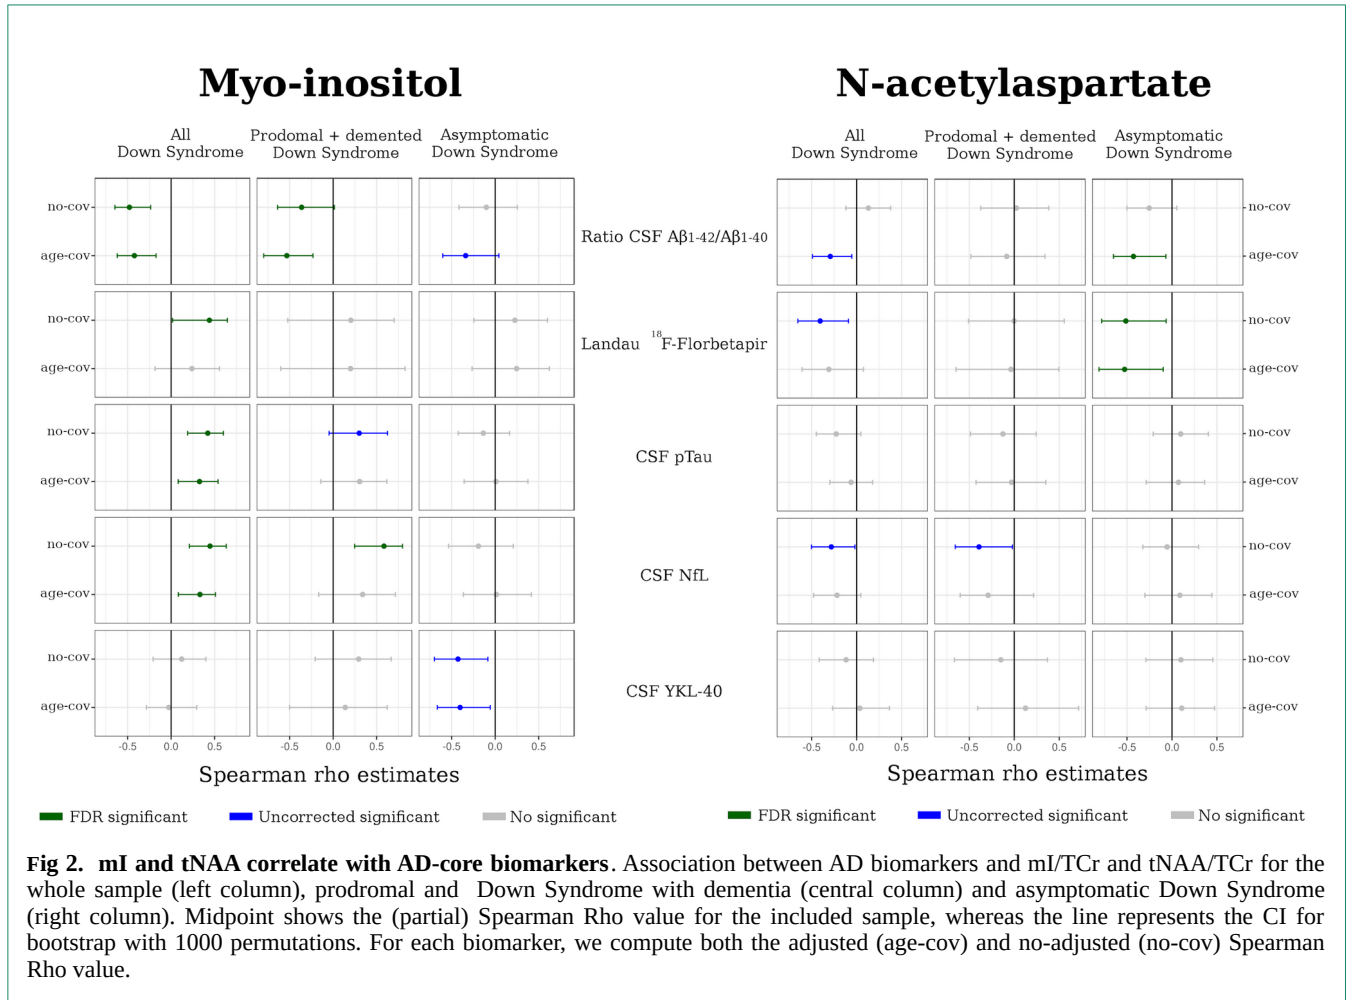 Myo-inositol
N-acetylaspartate
All
Down Syndrome
Prodomal + demented
Down Syndrome
Asymptomatic
Down Syndrome
All
Down Syndrome
Prodomal + demented
Down Syndrome
Asymptomatic
Down Syndrome
no-cov
age-cov
Ratio CSF Aβ1-42/Aβ1-40
no-cov
age-cov
no-cov
age-cov
Landau 18F-Florbetapir
no-cov
age-cov
no-cov
age-cov
CSF pTau
no-cov
age-cov
no-cov
age-cov
CSF NfL
no-cov
age-cov
no-cov
age-cov
CSF YKL-40
no-cov
age-cov
-0.5 0.0 0.5 -0.5 0.0 0.5 -0.5 0.0 0.5
-0.5 0.0 0.5 -0.5 0.0 0.5 -0.5 0.0 0.5
Spearman rho estimates
Spearman rho estimates
FDR significant Uncorrected significant No significant
FDR significant Uncorrected significant No significant
Fig 2. mI and tNAA correlate with AD-core biomarkers. Association between AD biomarkers and mI/TCr and tNAA/TCr for the
whole sample (left column), prodromal and Down Syndrome with dementia (central column) and asymptomatic Down Syndrome
(right column). Midpoint shows the (partial) Spearman Rho value for the included sample, whereas the line represents the CI for
bootstrap with 1000 permutations. For each biomarker, we compute both the adjusted (age-cov) and no-adjusted (no-cov) Spearman
Rho value.